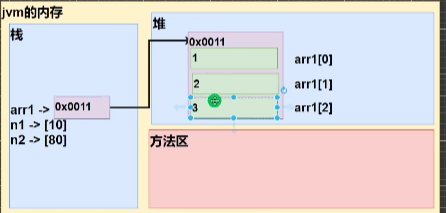 jvm的内存
栈
arr1 -> 0x0011
n1 -> [10]
n2 -> [80]
堆
0x0011
1 arr1[0]
2 arr1[1]
3 arr1[2]
方法区